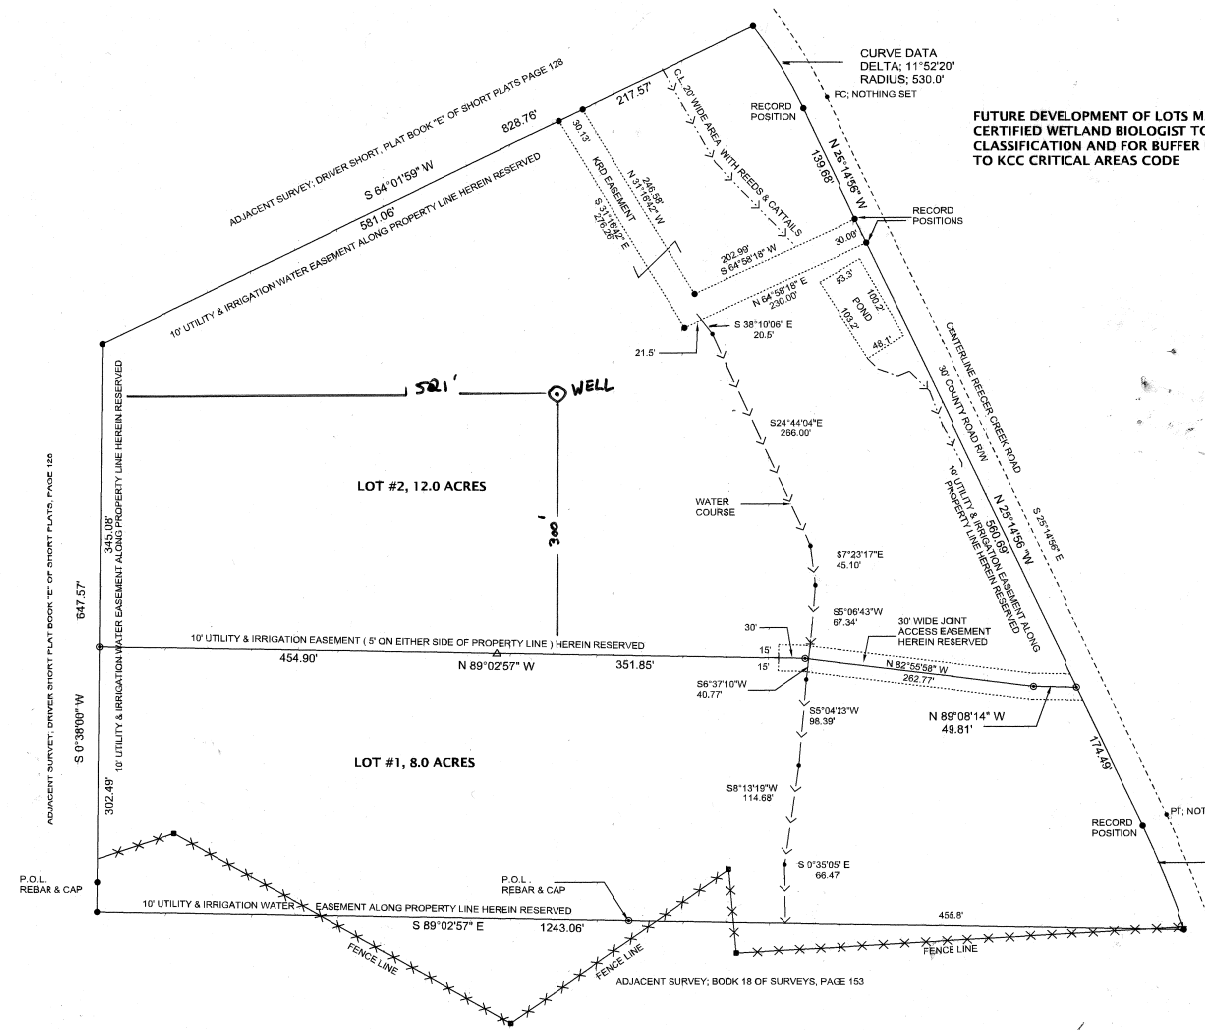 CURVE DATA
DELTA; 11°52'20'
RADIUS; 530.0'
PC; NOTHING SET
RECORD
POSITION
FUTURE DEVELOPMENT OF LOTS M
CERTIFIED WETLAND BIOLOGIST TO
CLASSIFICATION AND FOR BUFFER
TO KCC CRITICAL AREAS CODE
ADJACENT SURVEY; DRIVER SHORT, PLAT BOOK "E" OF SHORT PLATS PAGE 128
828.76'
S 64°01'59" W
581.06'
217.57'
30.13'
10' UTILITY & IRRIGATION WATER EASEMENT ALONG PROPERTY LINE HEREIN RESERVED
C.L. 20' WIDE AREA WITH REEDS & CATTAILS
KRD EASEMENT
246.58'
N 31°16'42" W
S 31°16'42" E
276.26'
N 26°14'56" W
139.68'
RECORD
POSITIONS
202.99'
S 64°58'18" W
30.00'
N 64°58'18" E
230.00'
POND
100.2'
103.2'
48.1'
S 38°10'06' E
20.5'
21.5'
CENTERLINE REECER CREEK ROAD
30' COUNTY ROAD R/W
521'
WELL
300'
LOT #2, 12.0 ACRES
S24°44'04"E
266.00'
WATER
COURSE
S 25°14'56" E
N 25°14'56 "W
560.69'
10' UTILITY & IRRIGATION EASEMENT ALONG
PROPERTY LINE HEREIN RESERVED
10' UTILITY & IRRIGATION WATER EASEMENT ALONG PROPERTY LINE HEREIN RESERVED
345.08'
647.57'
S 0°38'00" W
302.49'
ADJACENT SURVEY; DRIVER SHORT PLAT BOOK "E" OF SHORT PLATS, PAGE 128
45.10'
S5°06'43"W
67.34'
30' WIDE JOINT
ACCESS EASEMENT
HEREIN RESERVED
10' UTILITY & IRRIGATION EASEMENT ( 5' ON EITHER SIDE OF PROPERTY LINE ) HEREIN RESERVED
30'
15'
15'
454.90'
N 89°02'57" W
351.85'
N 82°55'58" W
262.77'
S6°37'10"W
40.77'
N 89°08'14" W
49.81'
98.39'
174.49'
LOT #1, 8.0 ACRES
S8°13'19"W
114.68'
RECORD
POSITION
PT; NOT
S 0°35'05' E
66.47
P.O.L.
REBAR & CAP
P.O.L.
REBAR & CAP
10' UTILITY & IRRIGATION WATER EASEMENT ALONG PROPERTY LINE HEREIN RESERVED
S 89°02'57" E
1243.06'
FENCE LINE
FENCE LINE
FENCE LINE
ADJACENT SURVEY; BOOK 18 OF SURVEYS, PAGE 153